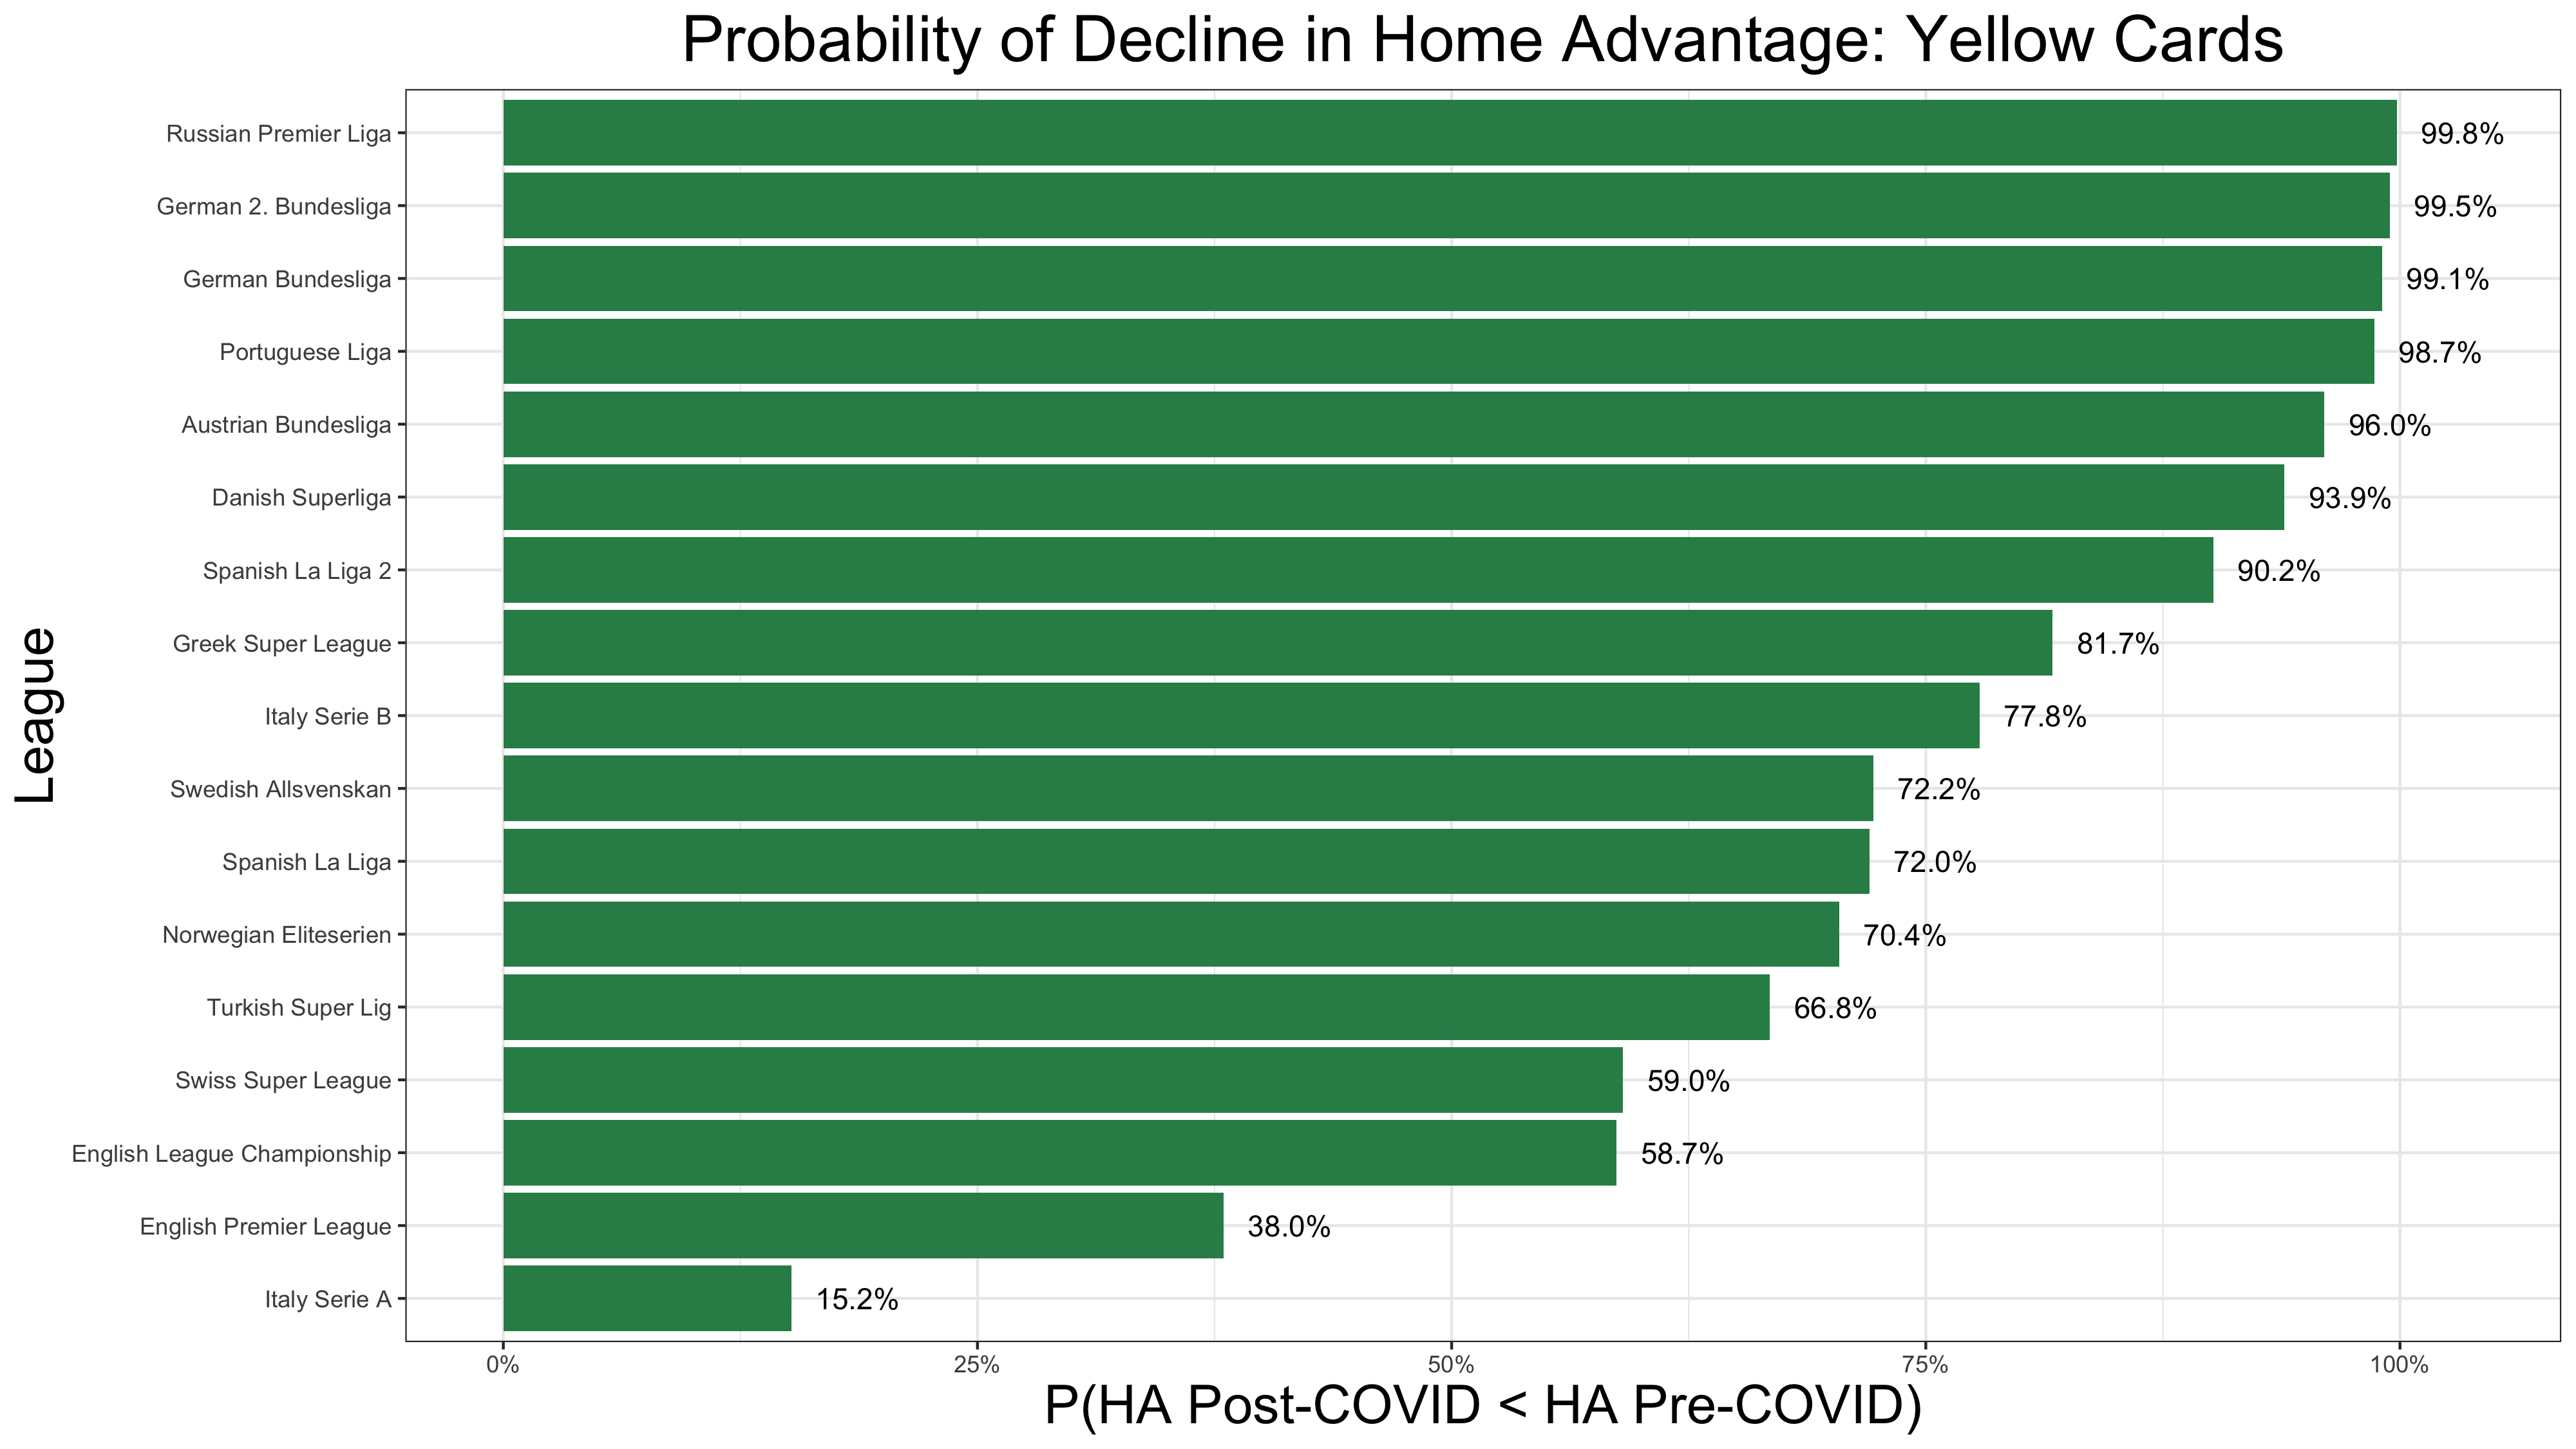 Probability of Decline in Home Advantage: Yellow Cards
League
Russian Premier Liga 99.8%
German 2. Bundesliga 99.5%
German Bundesliga 99.1%
Portuguese Liga 98.7%
Austrian Bundesliga 96.0%
Danish Superliga 93.9%
Spanish La Liga 2 90.2%
Greek Super League 81.7%
Italy Serie B 77.8%
Swedish Allsvenskan 72.2%
Spanish La Liga 72.0%
Norwegian Eliteserien 70.4%
Turkish Super Lig 66.8%
Swiss Super League 59.0%
English League Championship 58.7%
English Premier League 38.0%
Italy Serie A 15.2%
0% 25% 50% 75% 100%
P(HA Post-COVID < HA Pre-COVID)